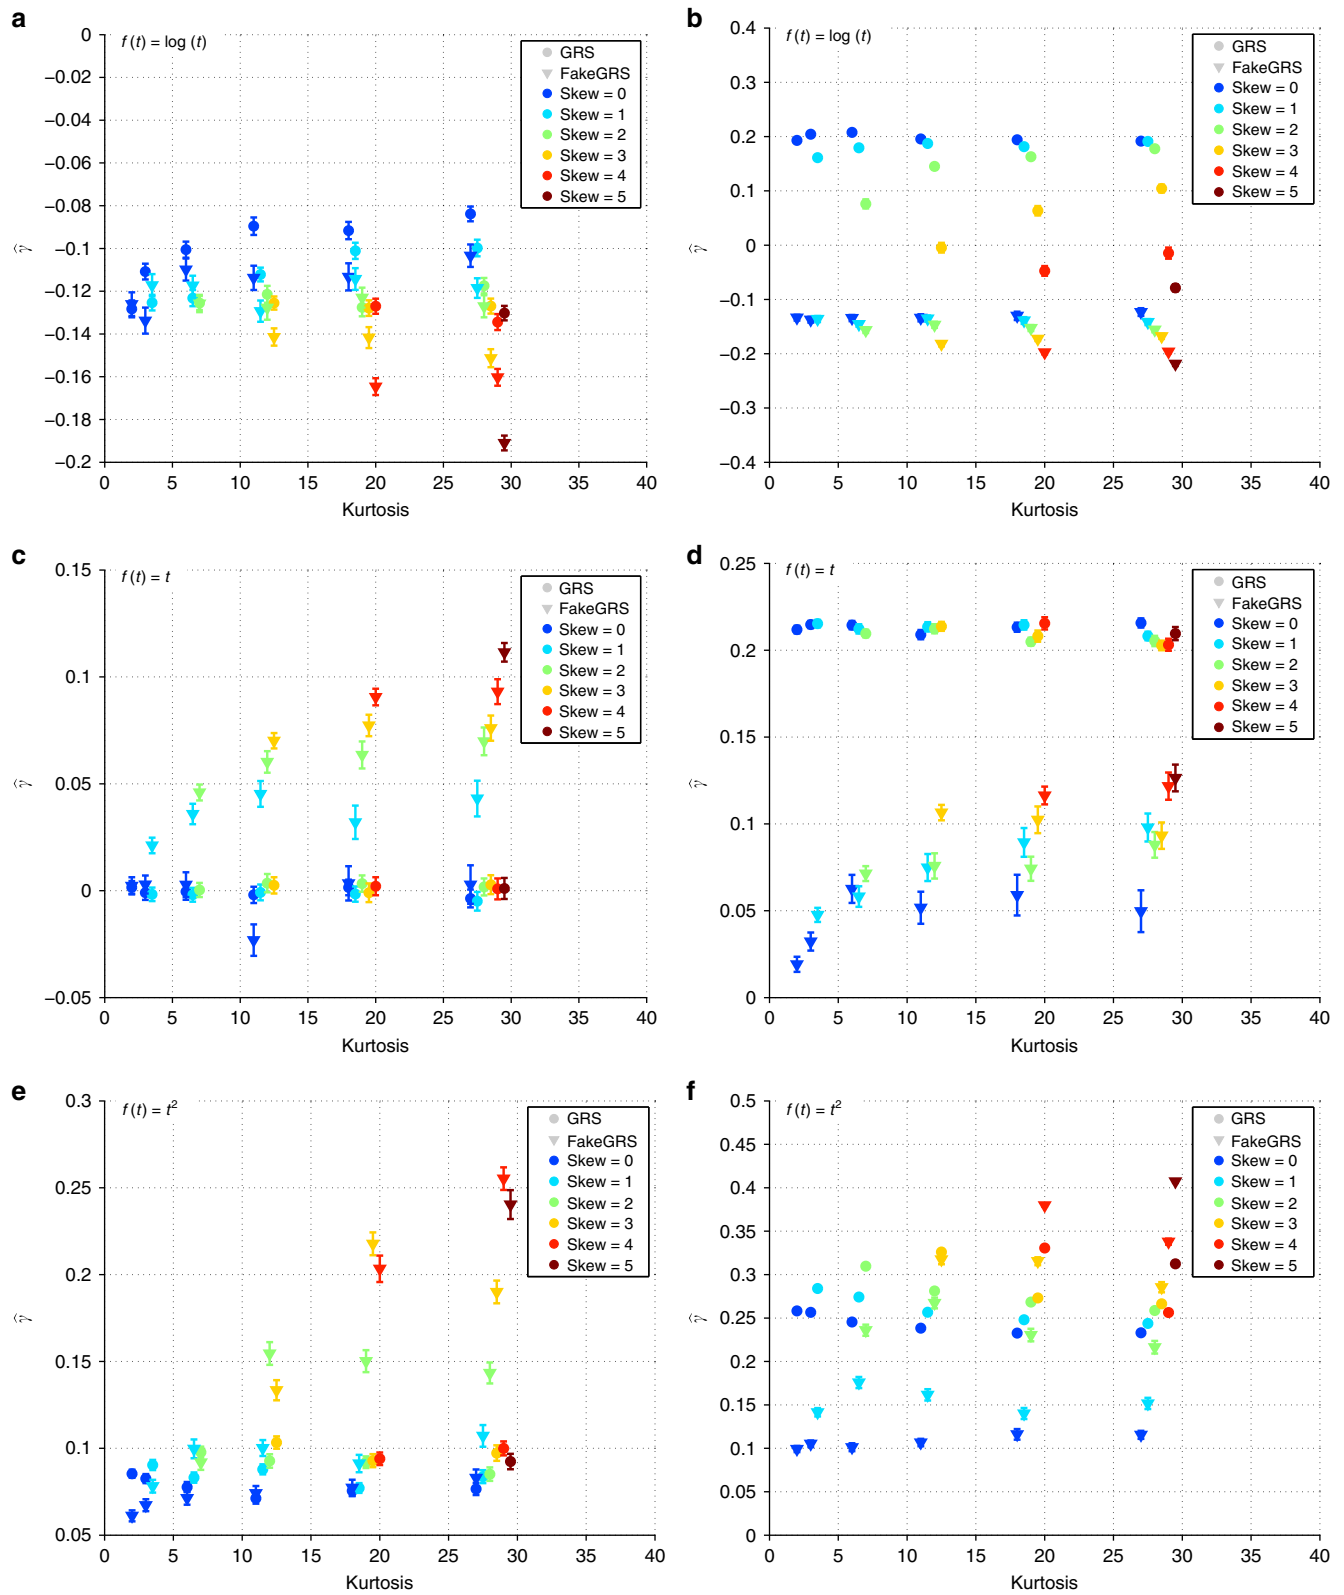 a
f (t) = log (t)
0
−0.02
−0.04
−0.06
−0.08
−0.1
−0.12
−0.14
−0.16
−0.18
−0.2
γ̂
0 5 10 15 20 25 30 35 40
Kurtosis
GRS
FakeGRS
Skew = 0
Skew = 1
Skew = 2
Skew = 3
Skew = 4
Skew = 5
b
f (t) = log (t)
0.4
0.3
0.2
0.1
0
−0.1
−0.2
−0.3
−0.4
γ̂
0 5 10 15 20 25 30 35 40
Kurtosis
GRS
FakeGRS
Skew = 0
Skew = 1
Skew = 2
Skew = 3
Skew = 4
Skew = 5
c
f (t) = t
0.15
0.1
0.05
0
−0.05
γ̂
0 5 10 15 20 25 30 35 40
Kurtosis
GRS
FakeGRS
Skew = 0
Skew = 1
Skew = 2
Skew = 3
Skew = 4
Skew = 5
d
f (t) = t
0.25
0.2
0.15
0.1
0.05
0
γ̂
0 5 10 15 20 25 30 35 40
Kurtosis
GRS
FakeGRS
Skew = 0
Skew = 1
Skew = 2
Skew = 3
Skew = 4
Skew = 5
e
f (t) = t²
0.3
0.25
0.2
0.15
0.1
0.05
γ̂
0 5 10 15 20 25 30 35 40
Kurtosis
GRS
FakeGRS
Skew = 0
Skew = 1
Skew = 2
Skew = 3
Skew = 4
Skew = 5
f
f (t) = t²
0.5
0.45
0.4
0.35
0.3
0.25
0.2
0.15
0.1
0.05
0
γ̂
0 5 10 15 20 25 30 35 40
Kurtosis
GRS
FakeGRS
Skew = 0
Skew = 1
Skew = 2
Skew = 3
Skew = 4
Skew = 5